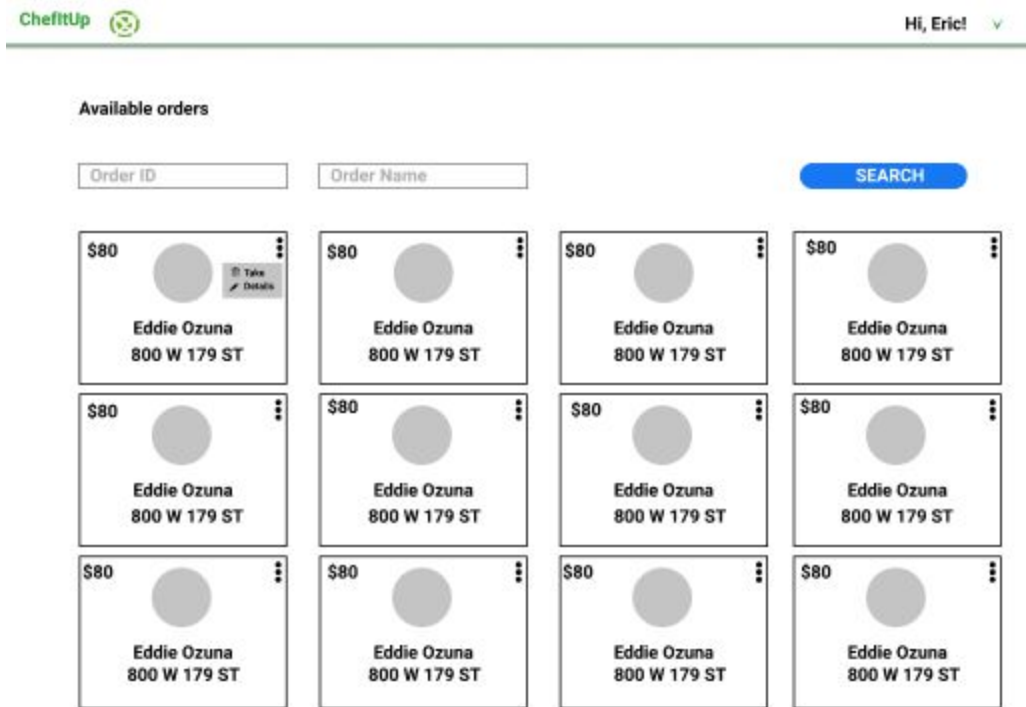 ChefItUp
Hi, Eric!
Available orders
Order ID
Order Name
SEARCH
$80
Take
Details
Eddie Ozuna
800 W 179 ST
$80
Eddie Ozuna
800 W 179 ST
$80
Eddie Ozuna
800 W 179 ST
$80
Eddie Ozuna
800 W 179 ST
$80
Eddie Ozuna
800 W 179 ST
$80
Eddie Ozuna
800 W 179 ST
$80
Eddie Ozuna
800 W 179 ST
$80
Eddie Ozuna
800 W 179 ST
$80
Eddie Ozuna
800 W 179 ST
$80
Eddie Ozuna
800 W 179 ST
$80
Eddie Ozuna
800 W 179 ST
$80
Eddie Ozuna
800 W 179 ST